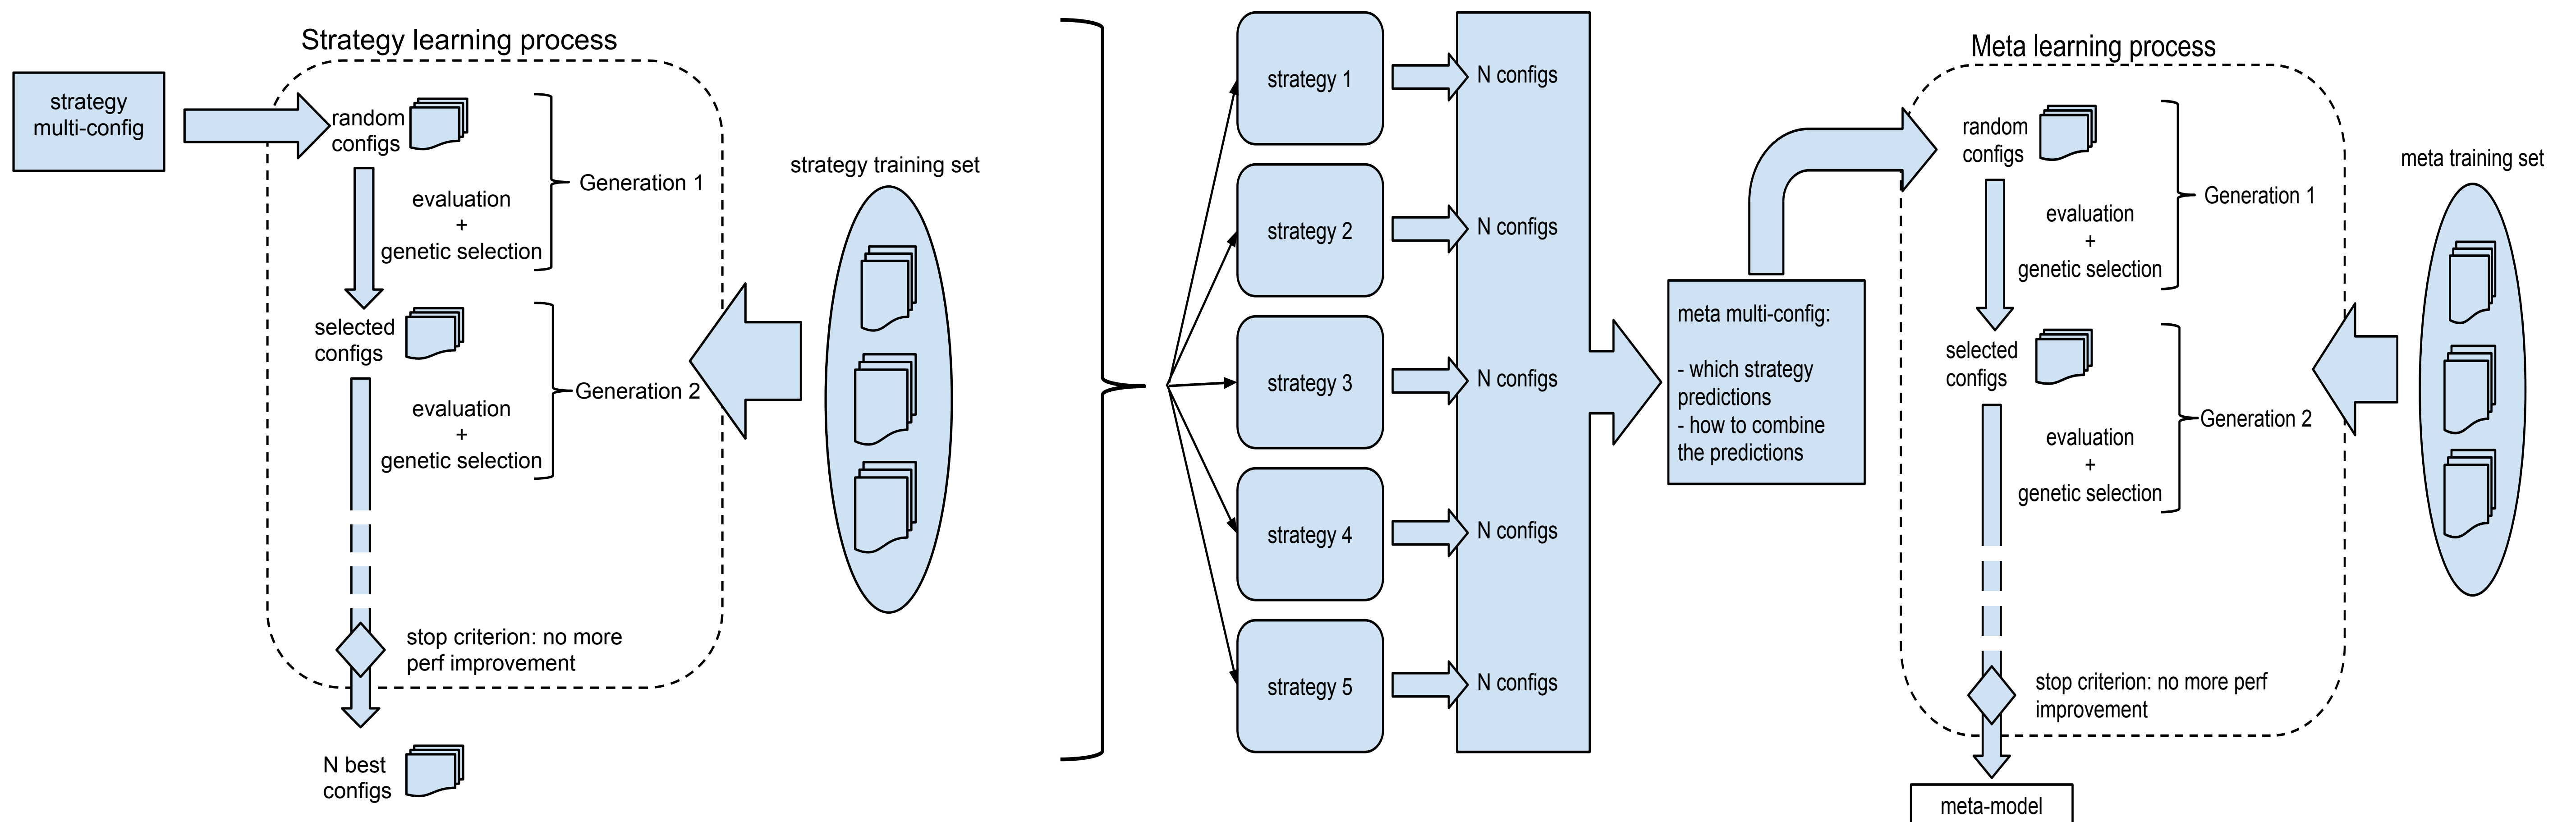 Strategy learning process
strategy
multi-config
random
configs
evaluation
+
genetic selection
Generation 1
selected
configs
evaluation
+
genetic selection
Generation 2
stop criterion: no more
perf improvement
N best
configs
strategy training set
strategy 1
N configs
strategy 2
N configs
strategy 3
N configs
strategy 4
N configs
strategy 5
N configs
meta multi-config:
- which strategy
predictions
- how to combine
the predictions
Meta learning process
random
configs
evaluation
+
genetic selection
Generation 1
selected
configs
evaluation
+
genetic selection
Generation 2
stop criterion: no more perf
improvement
meta-model
meta training set